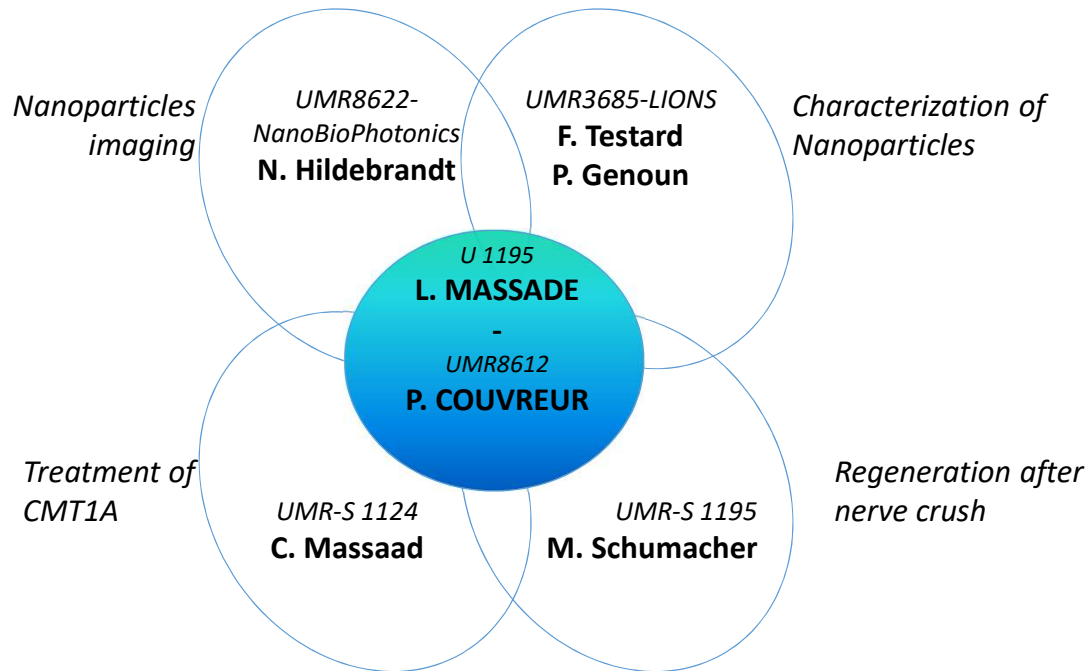 Nanoparticles
imaging
UMR8622-
NanoBioPhotonics
N. Hildebrandt
UMR3685-LIONS
F. Testard
P. Genoun
Characterization of
Nanoparticles
U 1195
L. MASSADE
-
UMR8612
P. COUVREUR
Treatment of
CMT1A
UMR-S 1124
C. Massaad
UMR-S 1195
M. Schumacher
Regeneration after
nerve crush